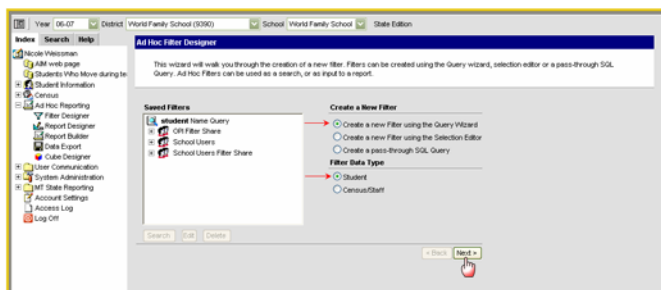 Year 06-07 District World Family School (9390) School World Family School State Edition
Index Search Help
Nicole Weissman
AIM web page
Students Who Move during te
Student Information
Census
Ad Hoc Reporting
Filter Designer
Report Designer
Report Builder
Data Export
Cube Designer
User Communication
System Administration
MT State Reporting
Account Settings
Access Log
Log Off
Ad Hoc Filter Designer
This wizard will walk you through the creation of a new filter. Filters can be created using the Query wizard, selection editor or a pass-through SQL
Query. Ad Hoc Filters can be used as a search, or as input to a report.
Saved Filters
student Name Query
OPI Filter Share
School Users
School Users Filter Share
Search Edit Delete
Create a New Filter
Create a new Filter using the Query Wizard
Create a new Filter using the Selection Editor
Create a pass-through SQL Query
Filter Data Type
Student
Census/Staff
< Back Next >